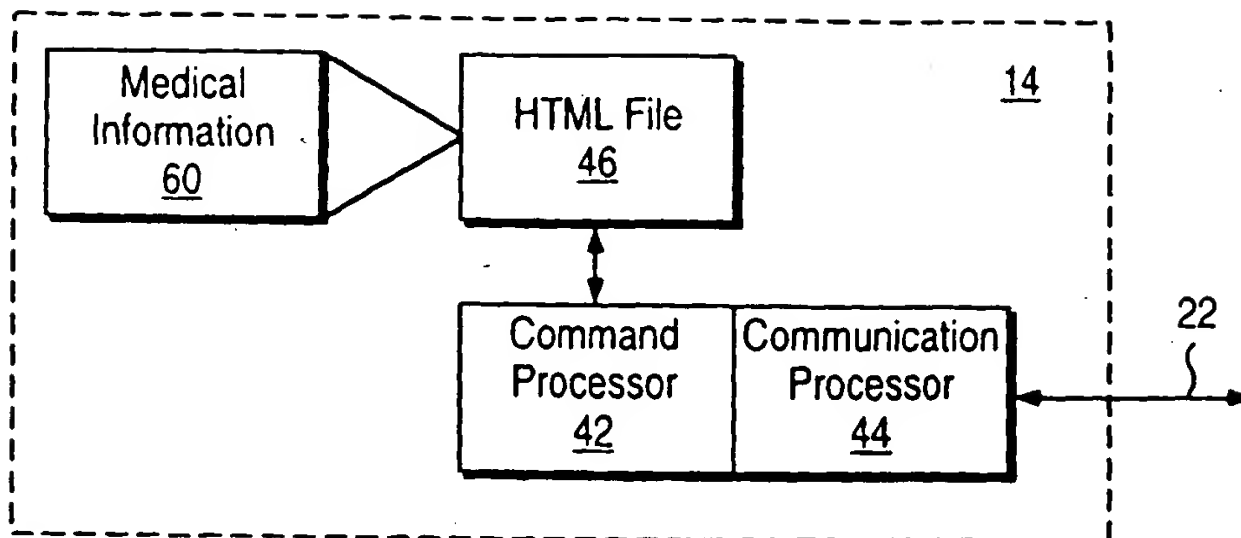 Medical
Information
60
HTML File
46
14
Command
Processor
42
Communication
Processor
44
22